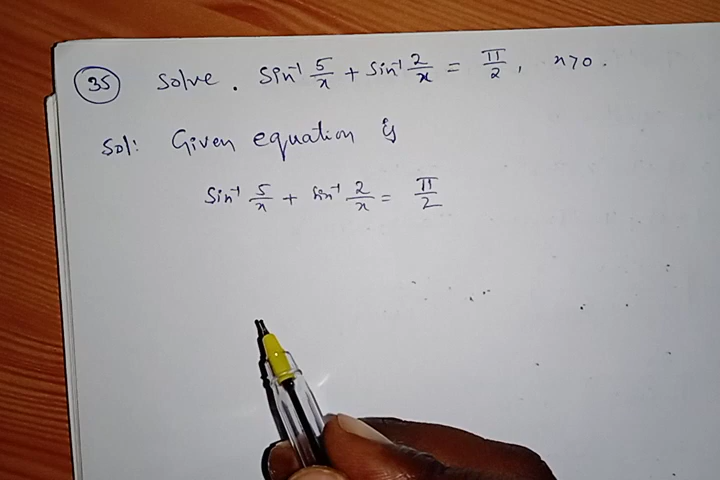 35 Solve. Sin⁻¹ 5/x + Sin⁻¹ 2/x = π/2, x>0.
Sol: Given equation is
Sin⁻¹ 5/x + Sin⁻¹ 2/x = π/2